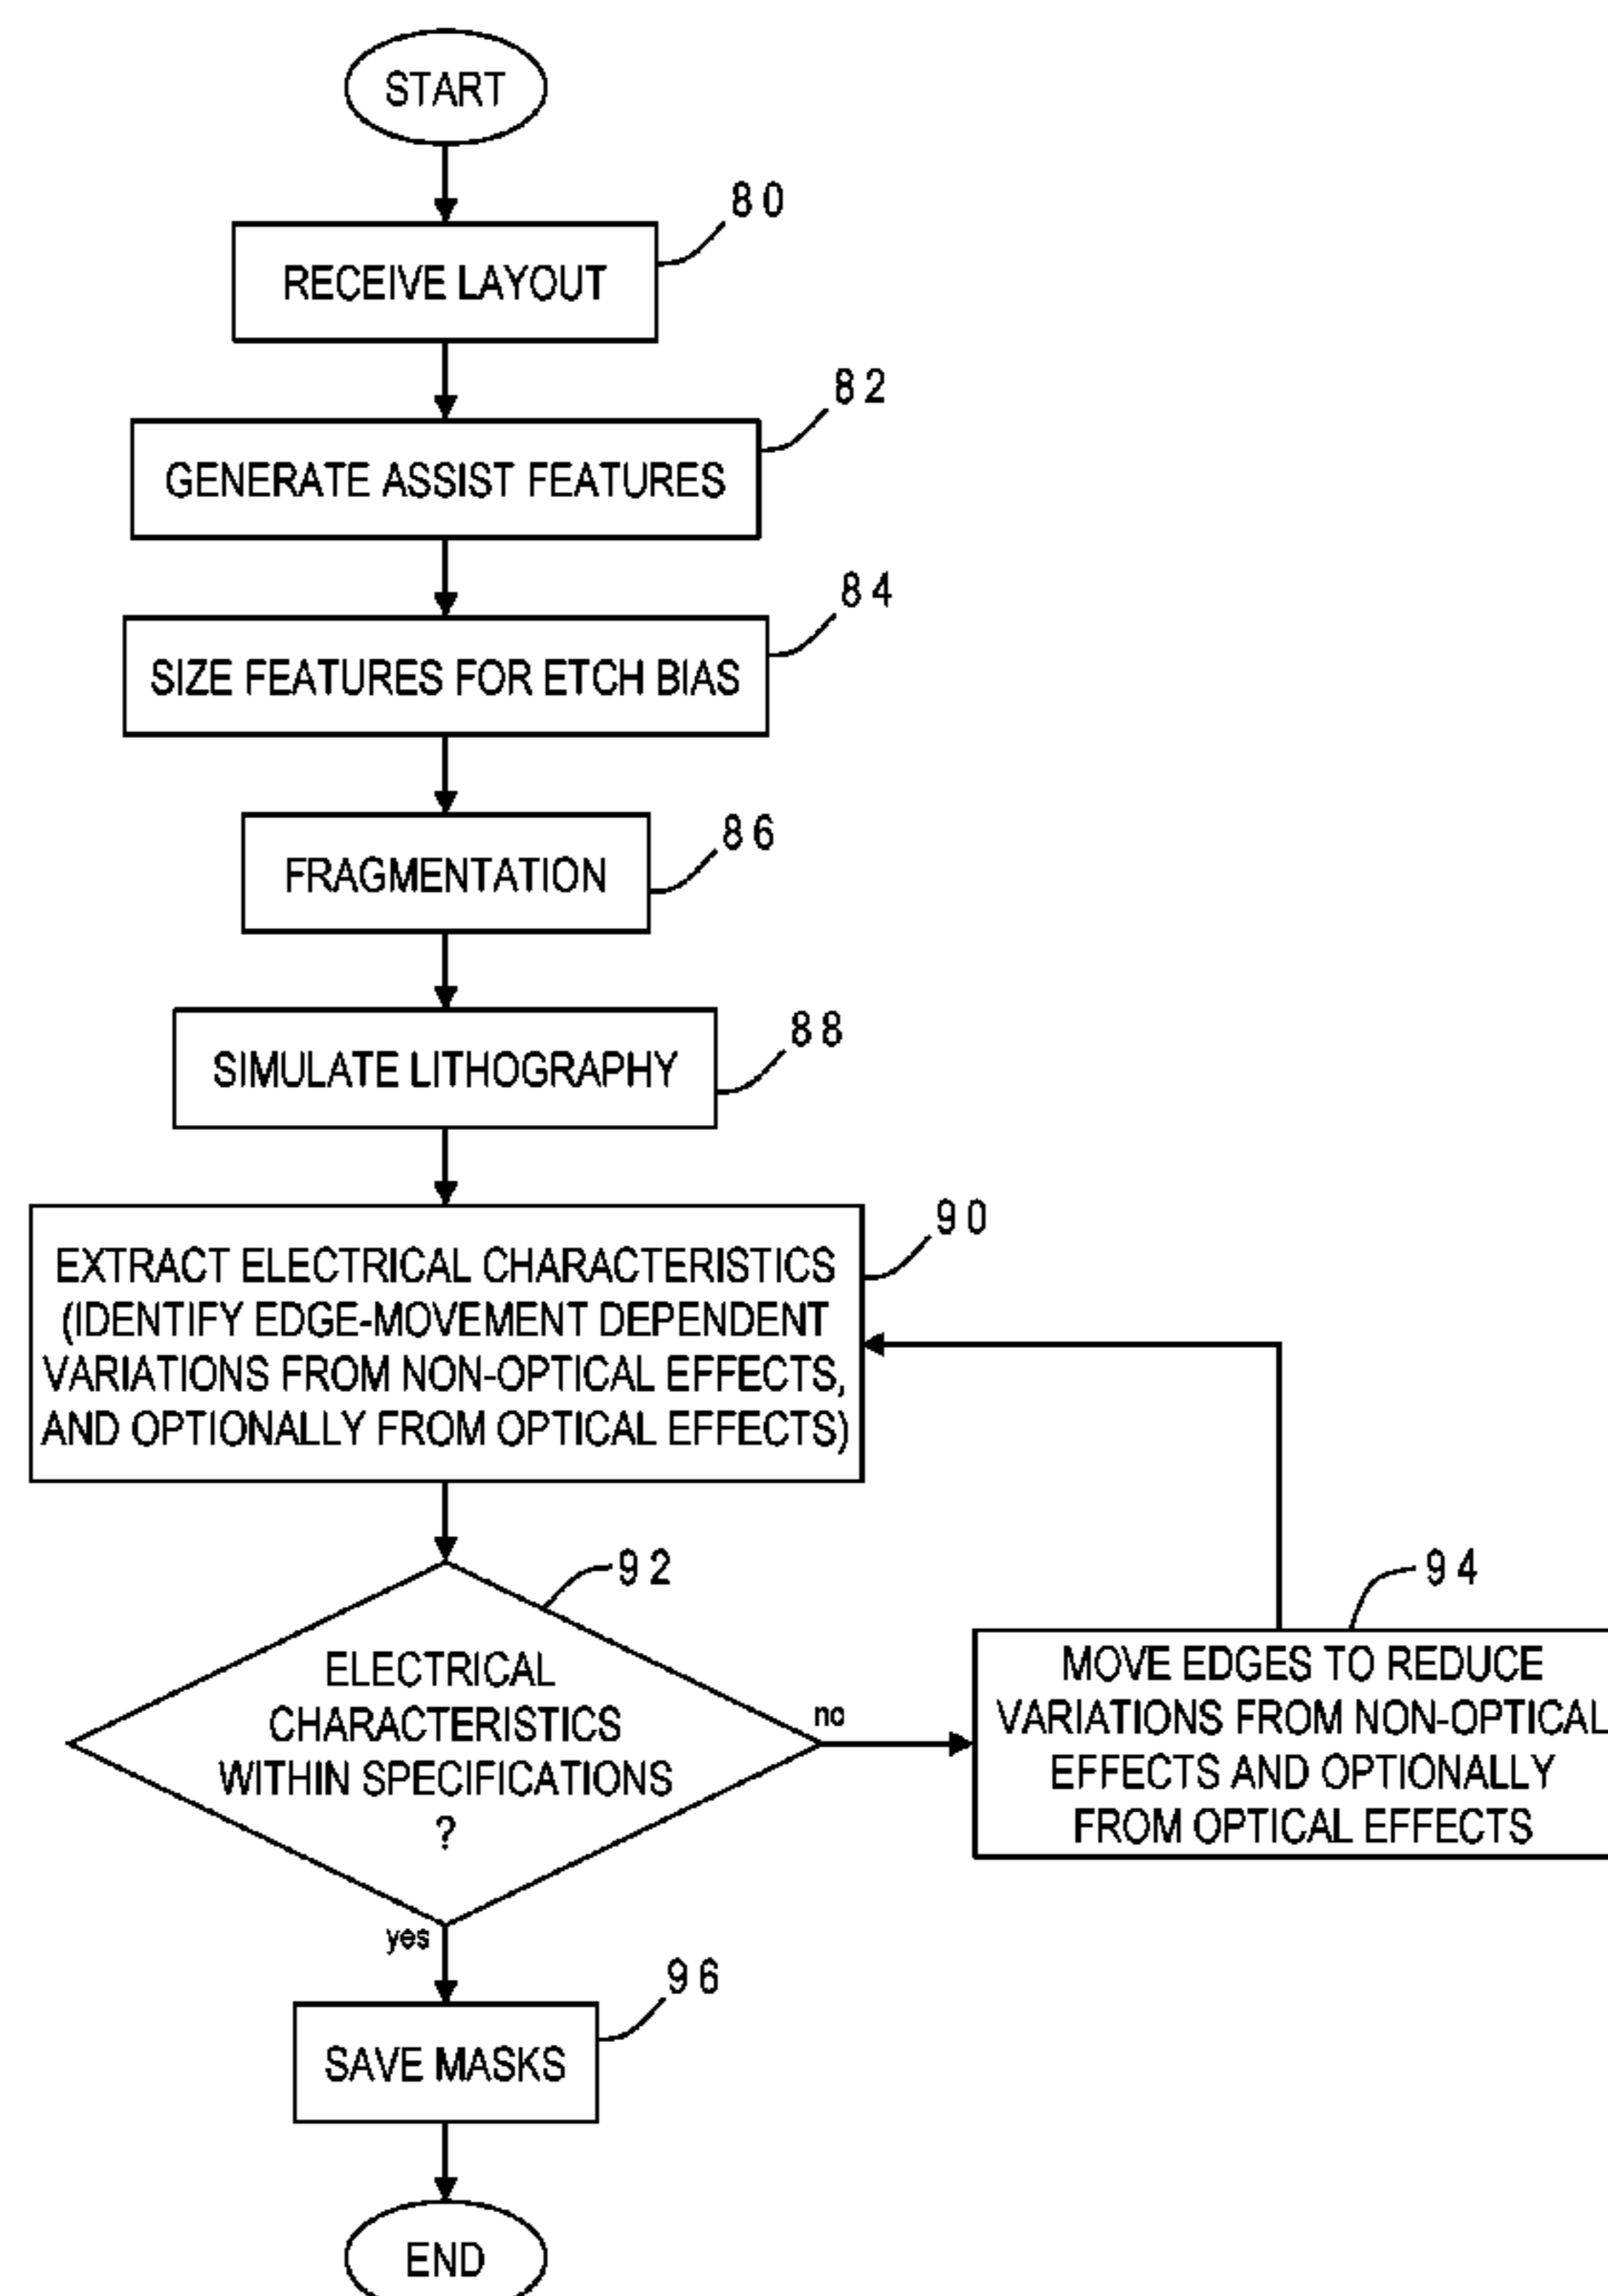 START
80
RECEIVE LAYOUT
82
GENERATE ASSIST FEATURES
84
SIZE FEATURES FOR ETCH BIAS
86
FRAGMENTATION
88
SIMULATE LITHOGRAPHY
90
EXTRACT ELECTRICAL CHARACTERISTICS
(IDENTIFY EDGE-MOVEMENT DEPENDENT
VARIATIONS FROM NON-OPTICAL EFFECTS,
AND OPTIONALLY FROM OPTICAL EFFECTS)
92
ELECTRICAL
CHARACTERISTICS
WITHIN SPECIFICATIONS
?
no
94
MOVE EDGES TO REDUCE
VARIATIONS FROM NON-OPTICAL
EFFECTS AND OPTIONALLY
FROM OPTICAL EFFECTS
yes
96
SAVE MASKS
END